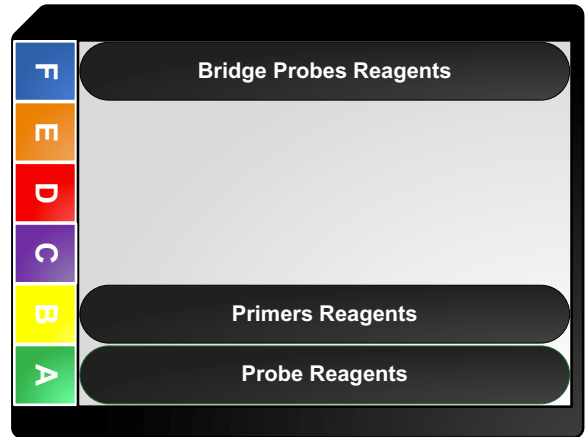 F
Bridge Probes Reagents
E
D
C
B
Primers Reagents
A
Probe Reagents